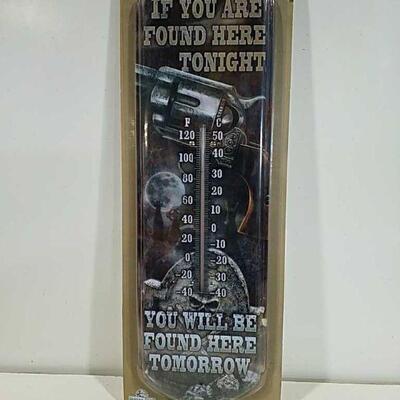 IF YOU ARE
FOUND HERE
TONIGHT
F C
120 50
100 40
80 30
60 20
40 10
20 0
0 -10
-20 -20
-40 -30
-40
YOU WILL BE
FOUND HERE
TOMORROW